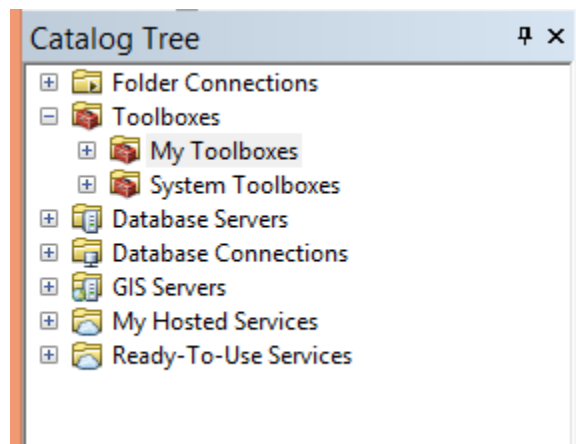 Catalog Tree
Folder Connections
Toolboxes
My Toolboxes
System Toolboxes
Database Servers
Database Connections
GIS Servers
My Hosted Services
Ready-To-Use Services